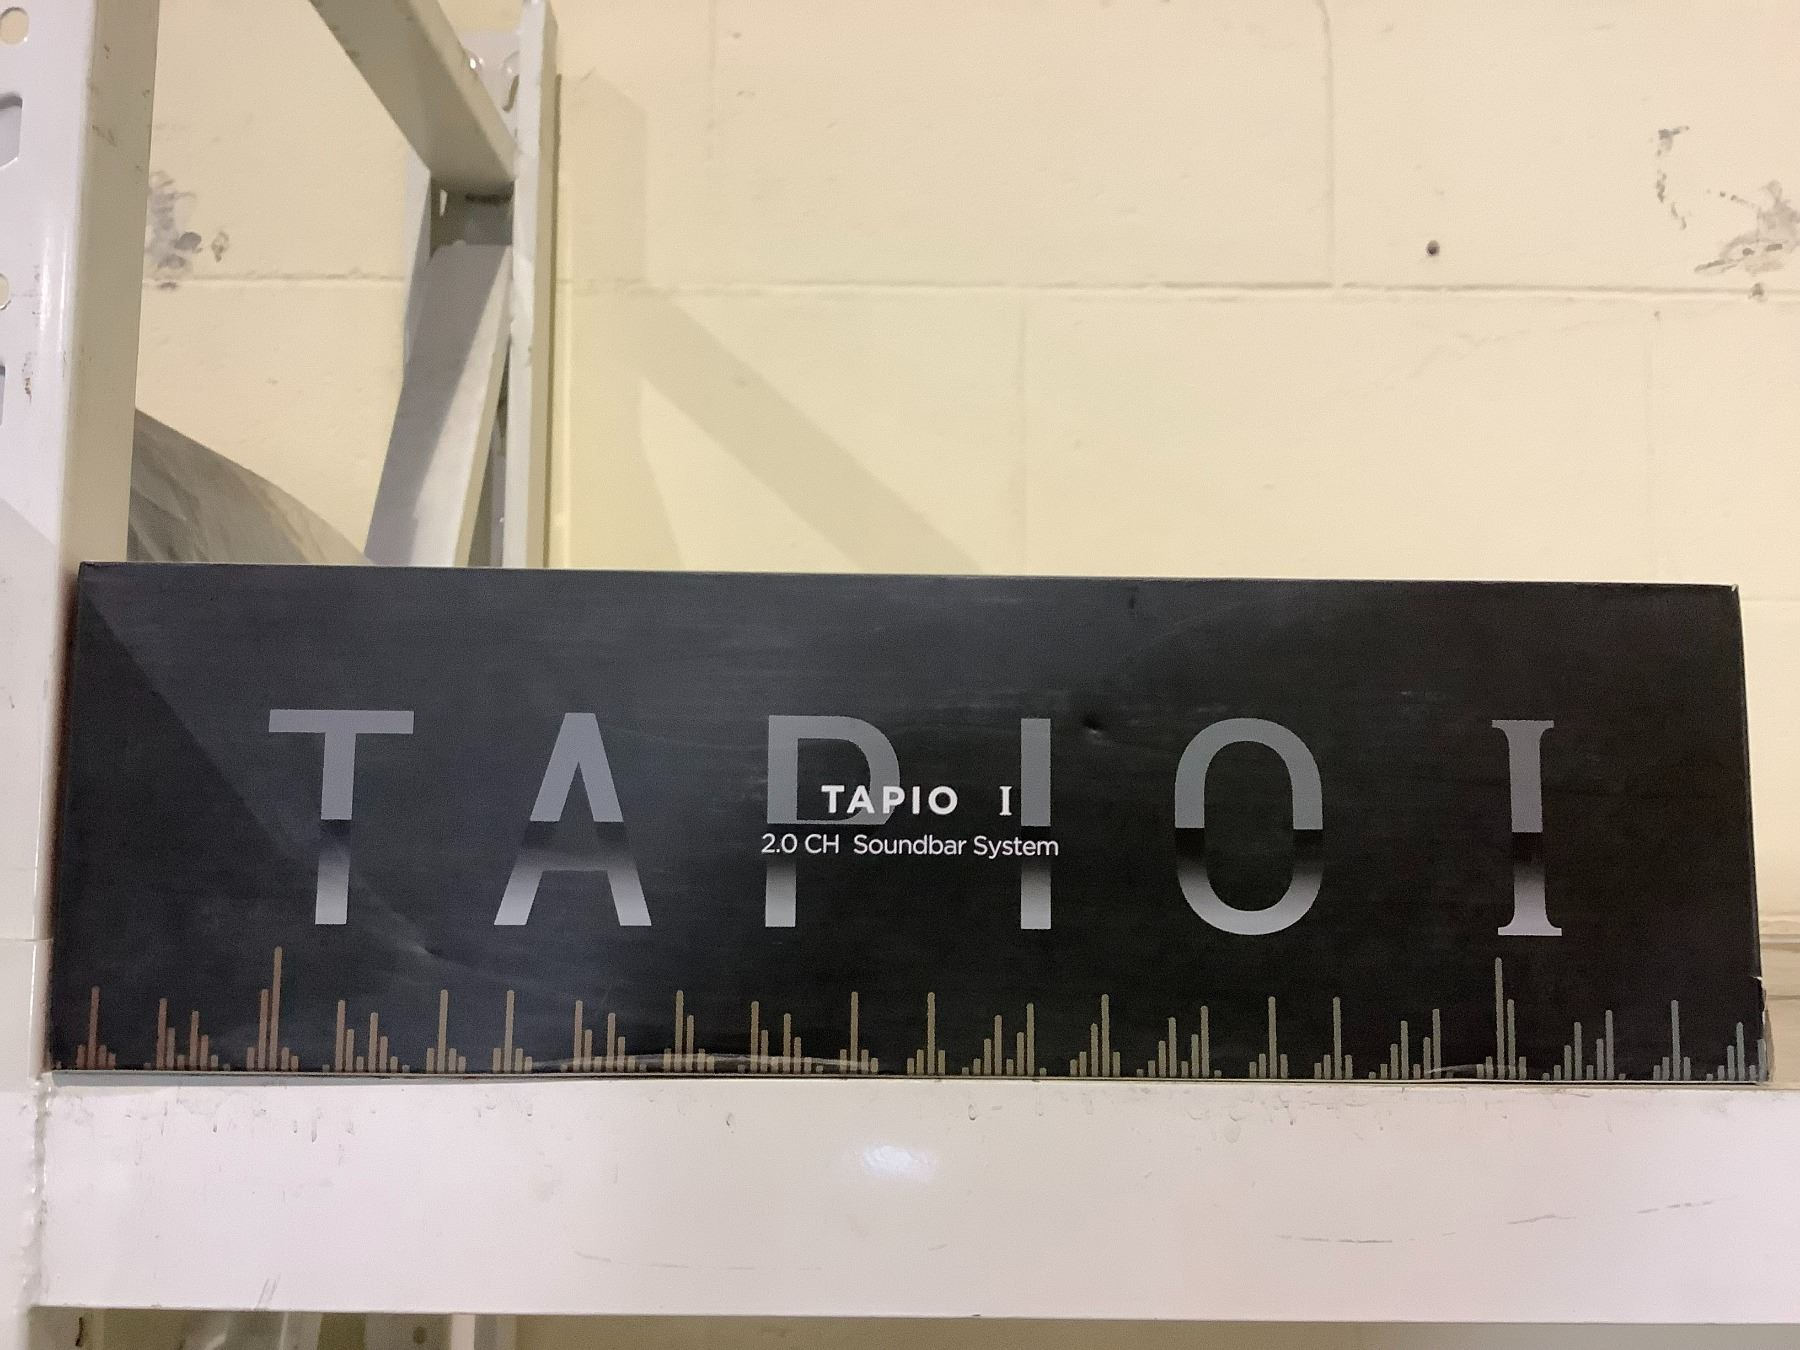 TAPIO I
TAPIO I
2.0 CH Soundbar System